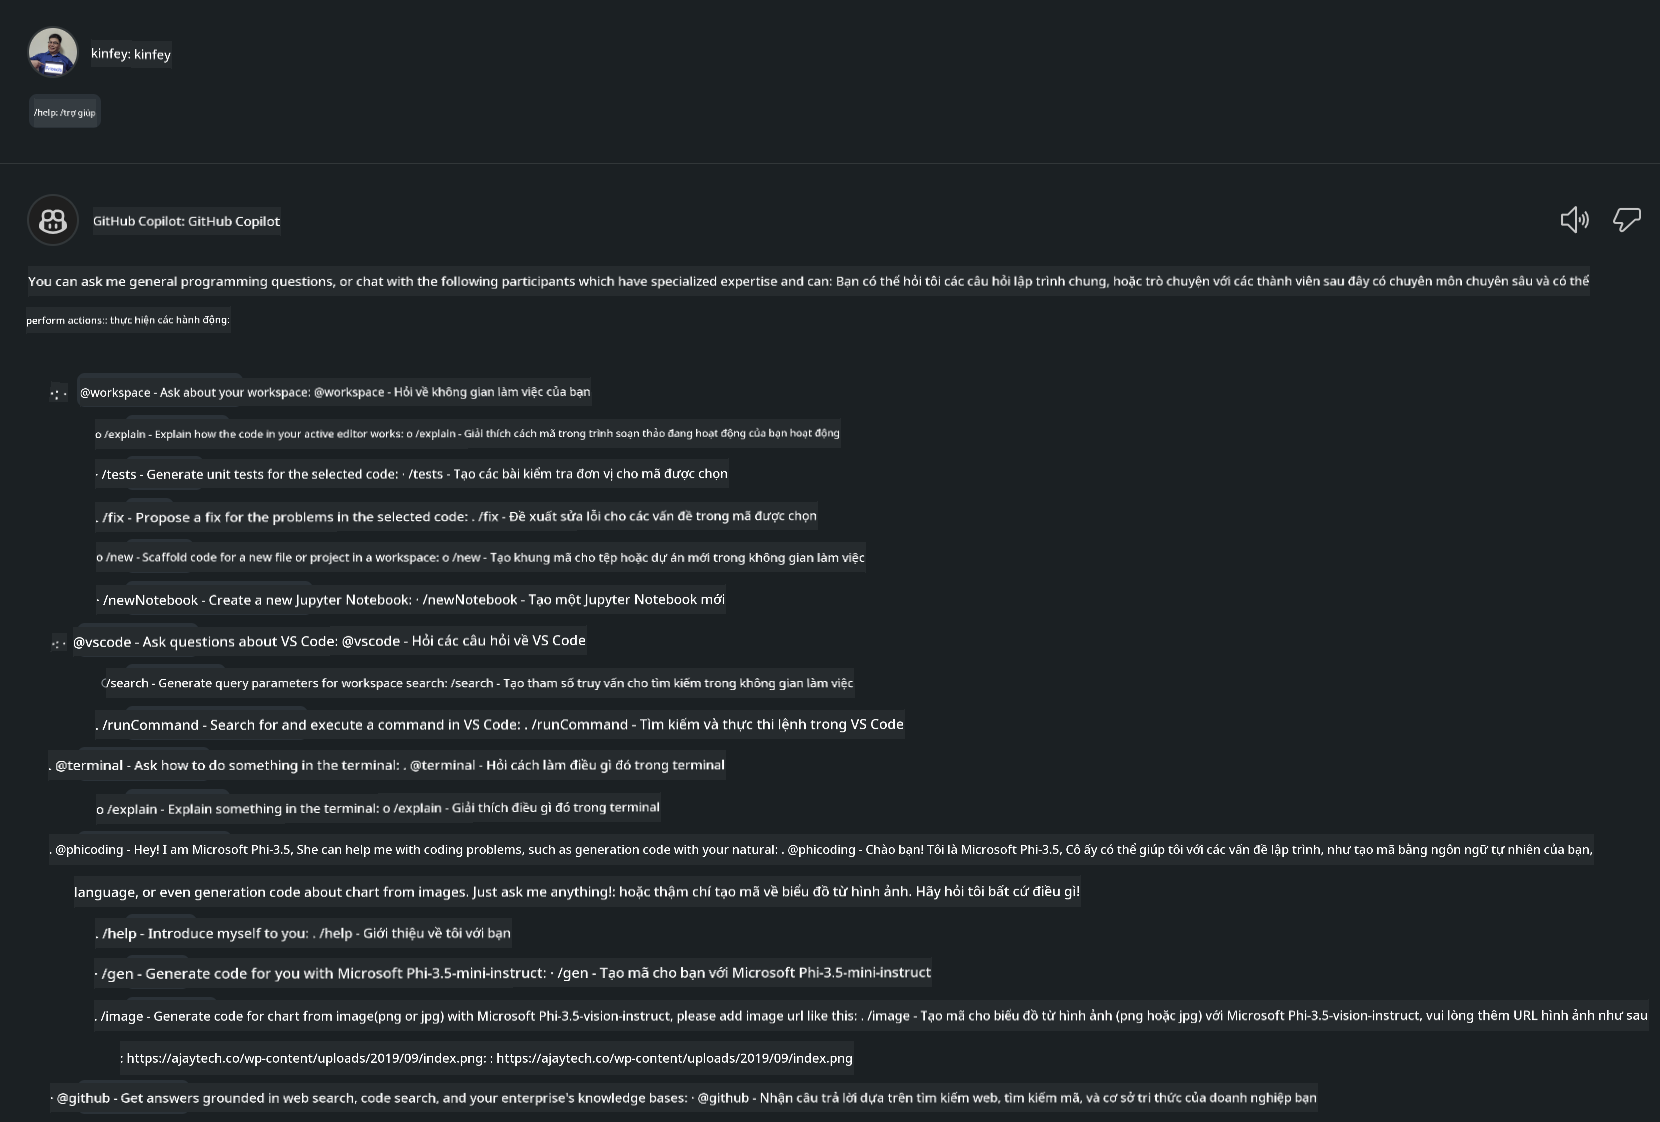 kinfey: kinfey
/help: /trợ giúp
GitHub Copilot: GitHub Copilot
You can ask me general programming questions, or chat with the following participants which have specialized expertise and can: Bạn có thể hỏi tôi các câu hỏi lập trình chung, hoặc trò chuyện với các thành viên sau đây có chuyên môn chuyên sâu và có thể
perform actions:: thực hiện các hành động:
·: · @workspace - Ask about your workspace: @workspace - Hỏi về không gian làm việc của bạn
o /explain - Explain how the code in your active editor works: o /explain - Giải thích cách mã trong trình soạn thảo đang hoạt động của bạn hoạt động
· /tests - Generate unit tests for the selected code: · /tests - Tạo các bài kiểm tra đơn vị cho mã được chọn
. /fix - Propose a fix for the problems in the selected code: . /fix - Đề xuất sửa lỗi cho các vấn đề trong mã được chọn
o /new - Scaffold code for a new file or project in a workspace: o /new - Tạo khung mã cho tệp hoặc dự án mới trong không gian làm việc
· /newNotebook - Create a new Jupyter Notebook: · /newNotebook - Tạo một Jupyter Notebook mới
·: · @vscode - Ask questions about VS Code: @vscode - Hỏi các câu hỏi về VS Code
/search - Generate query parameters for workspace search: /search - Tạo tham số truy vấn cho tìm kiếm trong không gian làm việc
. /runCommand - Search for and execute a command in VS Code: . /runCommand - Tìm kiếm và thực thi lệnh trong VS Code
. @terminal - Ask how to do something in the terminal: . @terminal - Hỏi cách làm điều gì đó trong terminal
o /explain - Explain something in the terminal: o /explain - Giải thích điều gì đó trong terminal
. @phicoding - Hey! I am Microsoft Phi-3.5, She can help me with coding problems, such as generation code with your natural: . @phicoding - Chào bạn! Tôi là Microsoft Phi-3.5, Cô ấy có thể giúp tôi với các vấn đề lập trình, như tạo mã bằng ngôn ngữ tự nhiên của bạn,
language, or even generation code about chart from images. Just ask me anything!: hoặc thậm chí tạo mã về biểu đồ từ hình ảnh. Hãy hỏi tôi bất cứ điều gì!
. /help - Introduce myself to you: . /help - Giới thiệu về tôi với bạn
· /gen - Generate code for you with Microsoft Phi-3.5-mini-instruct: · /gen - Tạo mã cho bạn với Microsoft Phi-3.5-mini-instruct
. /image - Generate code for chart from image(png or jpg) with Microsoft Phi-3.5-vision-instruct, please add image url like this: . /image - Tạo mã cho biểu đồ từ hình ảnh (png hoặc jpg) với Microsoft Phi-3.5-vision-instruct, vui lòng thêm URL hình ảnh như sau
: https://ajaytech.co/wp-content/uploads/2019/09/index.png: : https://ajaytech.co/wp-content/uploads/2019/09/index.png
· @github - Get answers grounded in web search, code search, and your enterprise's knowledge bases: · @github - Nhận câu trả lời dựa trên tìm kiếm web, tìm kiếm mã, và cơ sở tri thức của doanh nghiệp bạn